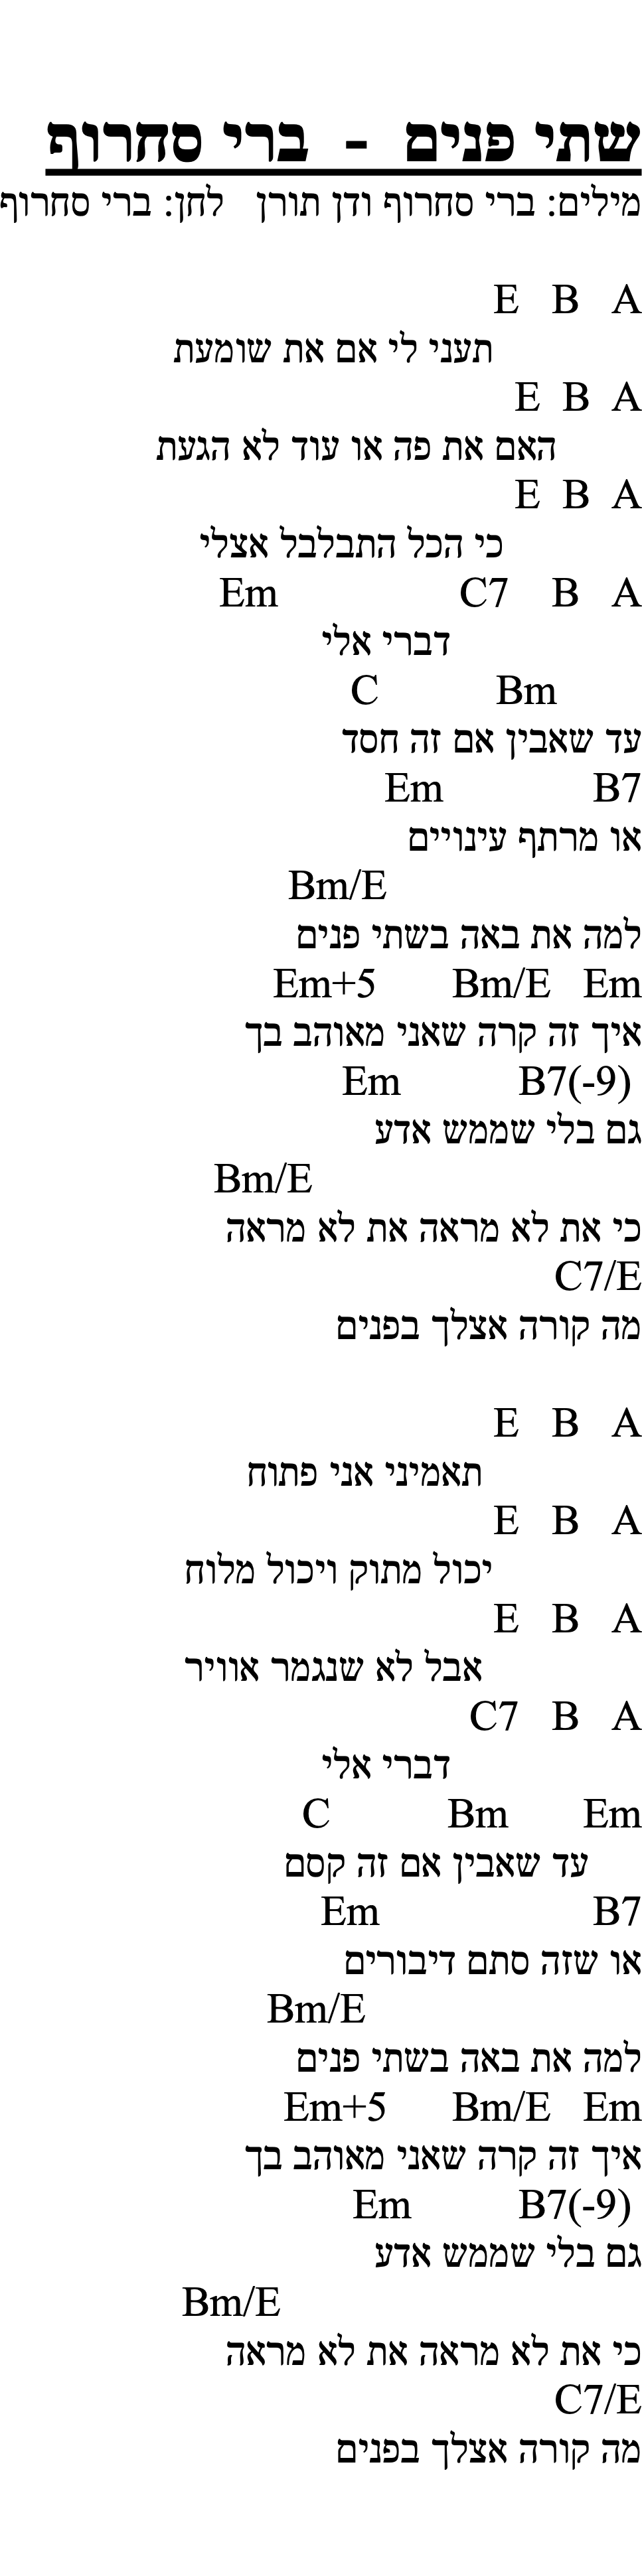 שתי פנים - ברי סחרוף
מילים: ברי סחרוף ודן תורן לחן: ברי סחרוף
A B E
תעני לי אם את שומעת
A B E
האם את פה או עוד לא הגעת
A B E
כי הכל התבלבל אצלי
A B C7 Em
דברי אלי
Bm C
עד שאבין אם זה חסד
B7 Em
או מרתף עינויים
Bm/E
למה את באה בשתי פנים
Em Bm/E Em+5
איך זה קרה שאני מאוהב בך
B7(-9) Em
גם בלי שממש אדע
Bm/E
כי את לא מראה את לא מראה
C7/E
מה קורה אצלך בפנים
A B E
תאמיני אני פתוח
A B E
יכול מתוק ויכול מלוח
A B E
אבל לא שנגמר אוויר
A B C7
דברי אלי
Em Bm C
עד שאבין אם זה קסם
B7 Em
או שזה סתם דיבורים
Bm/E
למה את באה בשתי פנים
Em Bm/E Em+5
איך זה קרה שאני מאוהב בך
B7(-9) Em
גם בלי שממש אדע
Bm/E
כי את לא מראה את לא מראה
C7/E
מה קורה אצלך בפנים